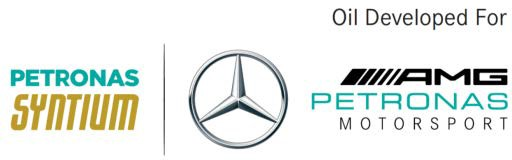 Oil Developed For
PETRONAS
SYNTIUM
AMG
PETRONAS
MOTORSPORT